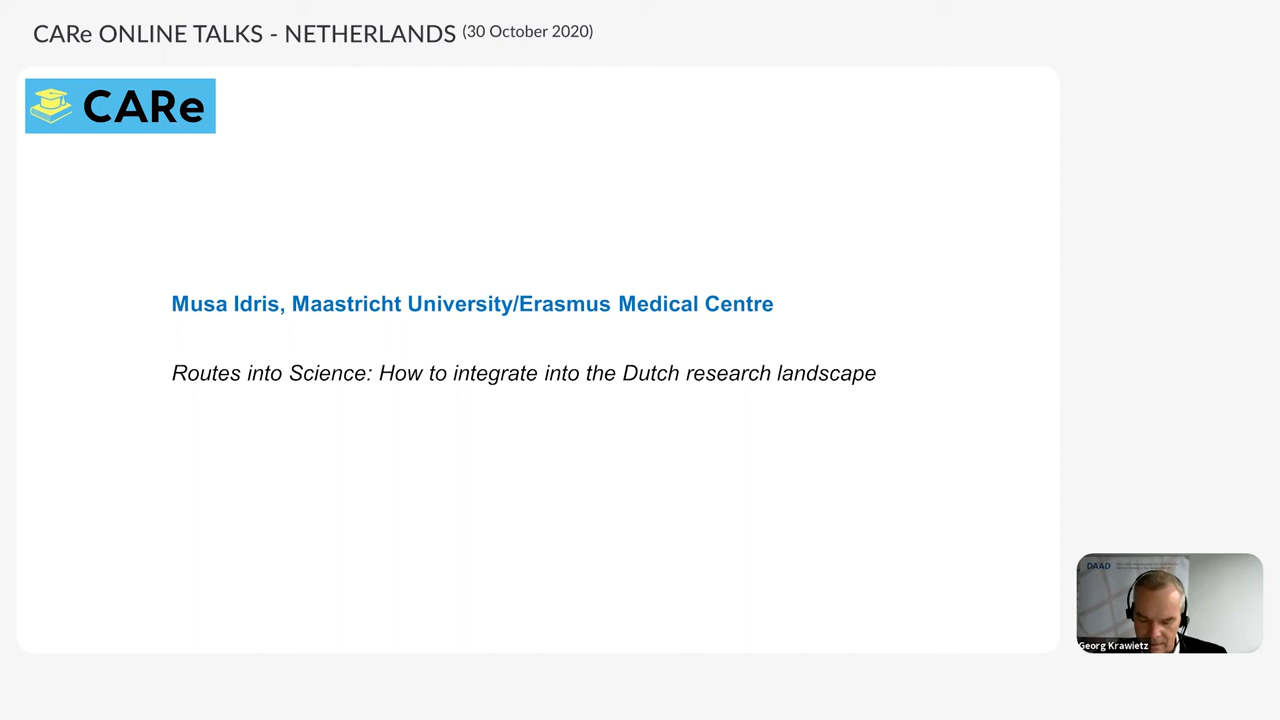 CARe ONLINE TALKS - NETHERLANDS (30 October 2020)
CARe
Musa Idris, Maastricht University/Erasmus Medical Centre
Routes into Science: How to integrate into the Dutch research landscape
DAAD
Georg Krawietz